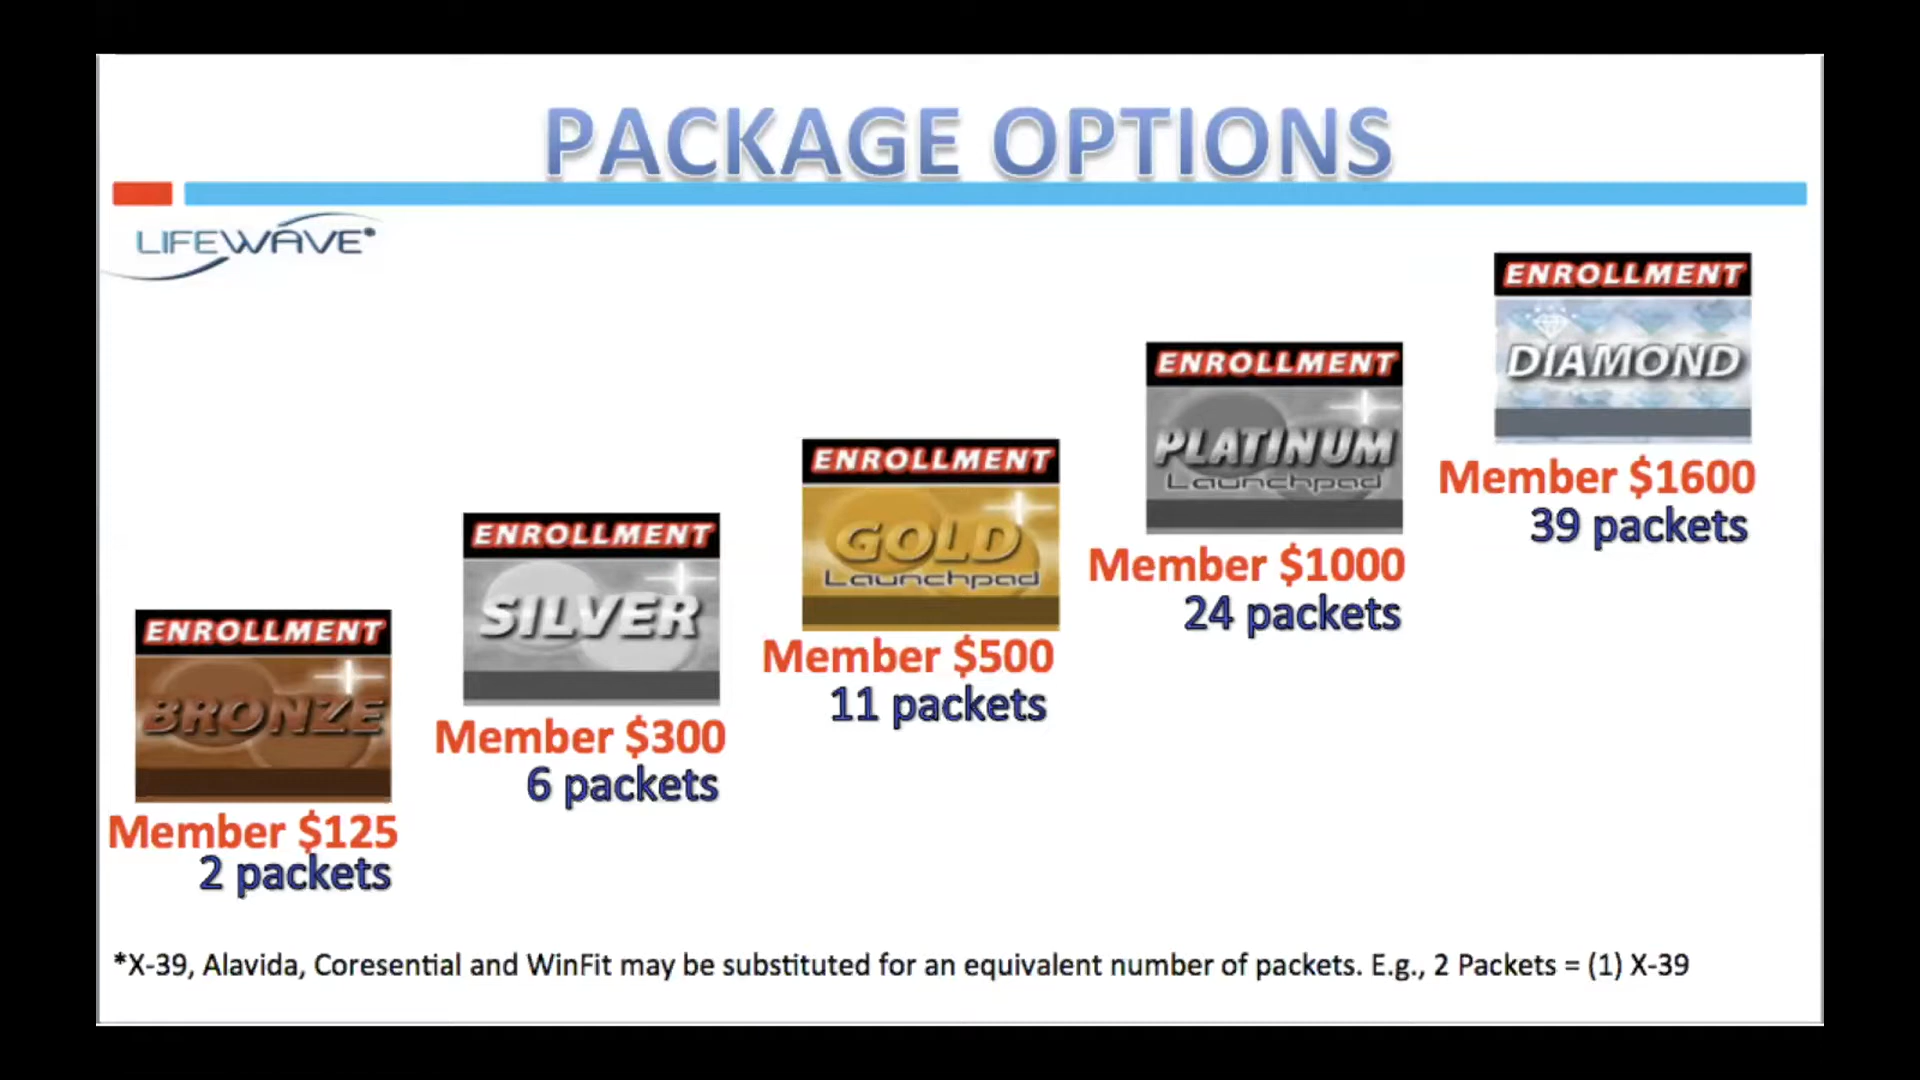 PACKAGE OPTIONS
LIFEWAVE®
ENROLLMENT
DIAMOND
Member $1600
39 packets
ENROLLMENT
PLATINUM
Launchpad
Member $1000
24 packets
ENROLLMENT
GOLD
Launchpad
Member $500
11 packets
ENROLLMENT
SILVER
Member $300
6 packets
ENROLLMENT
BRONZE
Member $125
2 packets
*X-39, Alavida, Coresential and WinFit may be substituted for an equivalent number of packets. E.g., 2 Packets = (1) X-39